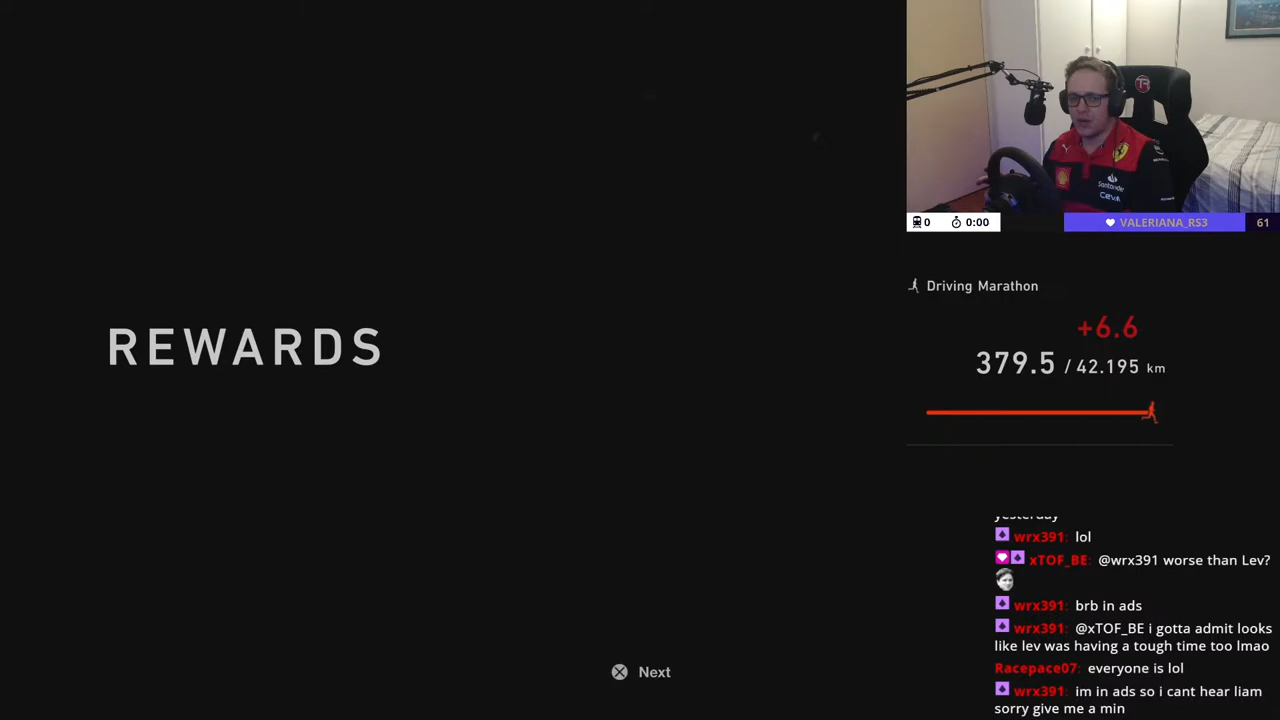 Santander
0
0:00
VALERIANA_RS3
61
Driving Marathon
+6.6
379.5 / 42.195 km
REWARDS
wrx391: lol
xTOF_BE: @wrx391 worse than Lev?
wrx391: brb in ads
wrx391: @xTOF_BE i gotta admit looks
like lev was having a tough time too lmao
Racepace07: everyone is lol
wrx391: im in ads so i cant hear liam
sorry give me a min
Next